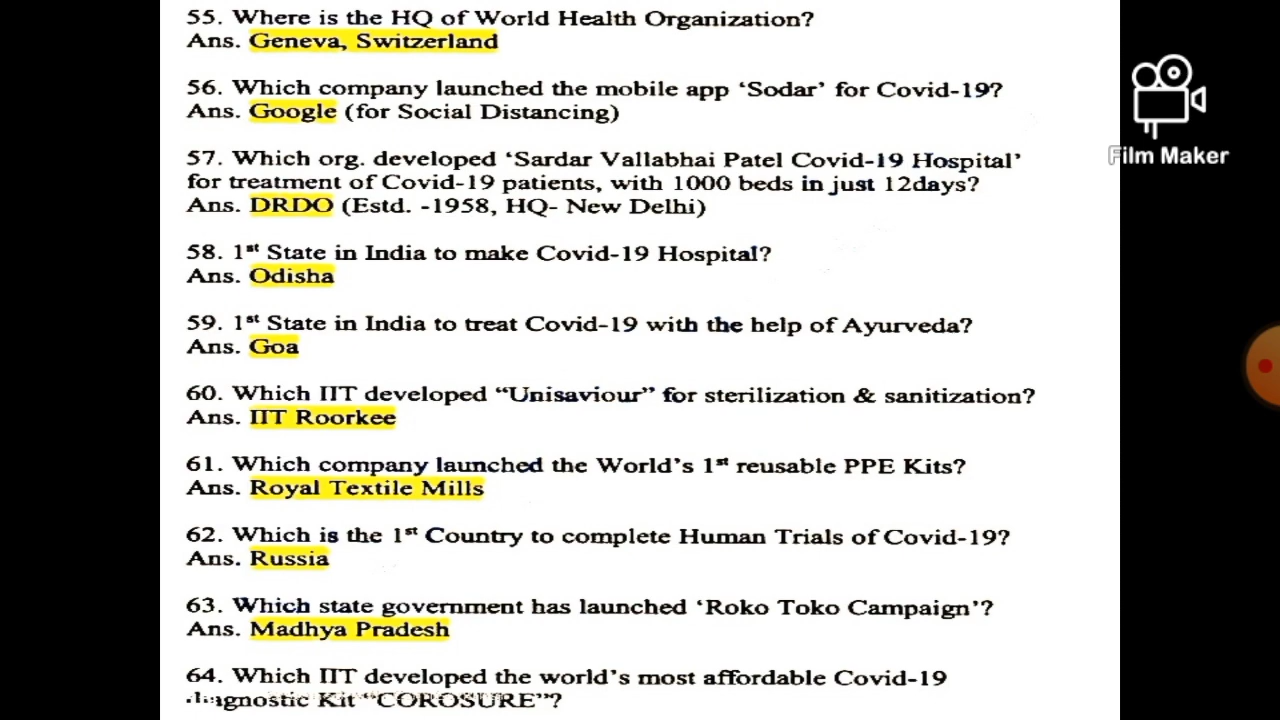 55. Where is the HQ of World Health Organization?
Ans. Geneva, Switzerland
56. Which company launched the mobile app ‘Sodar’ for Covid-19?
Ans. Google (for Social Distancing)
57. Which org. developed ‘Sardar Vallabhai Patel Covid-19 Hospital’
for treatment of Covid-19 patients, with 1000 beds in just 12days?
Ans. DRDO (Estd. -1958, HQ- New Delhi)
58. 1st State in India to make Covid-19 Hospital?
Ans. Odisha
59. 1st State in India to treat Covid-19 with the help of Ayurveda?
Ans. Goa
60. Which IIT developed “Unisaviour” for sterilization & sanitization?
Ans. IIT Roorkee
61. Which company launched the World’s 1st reusable PPE Kits?
Ans. Royal Textile Mills
62. Which is the 1st Country to complete Human Trials of Covid-19?
Ans. Russia
63. Which state government has launched ‘Roko Toko Campaign’?
Ans. Madhya Pradesh
64. Which IIT developed the world’s most affordable Covid-19
diagnostic Kit “COROSURE”?
Film Maker